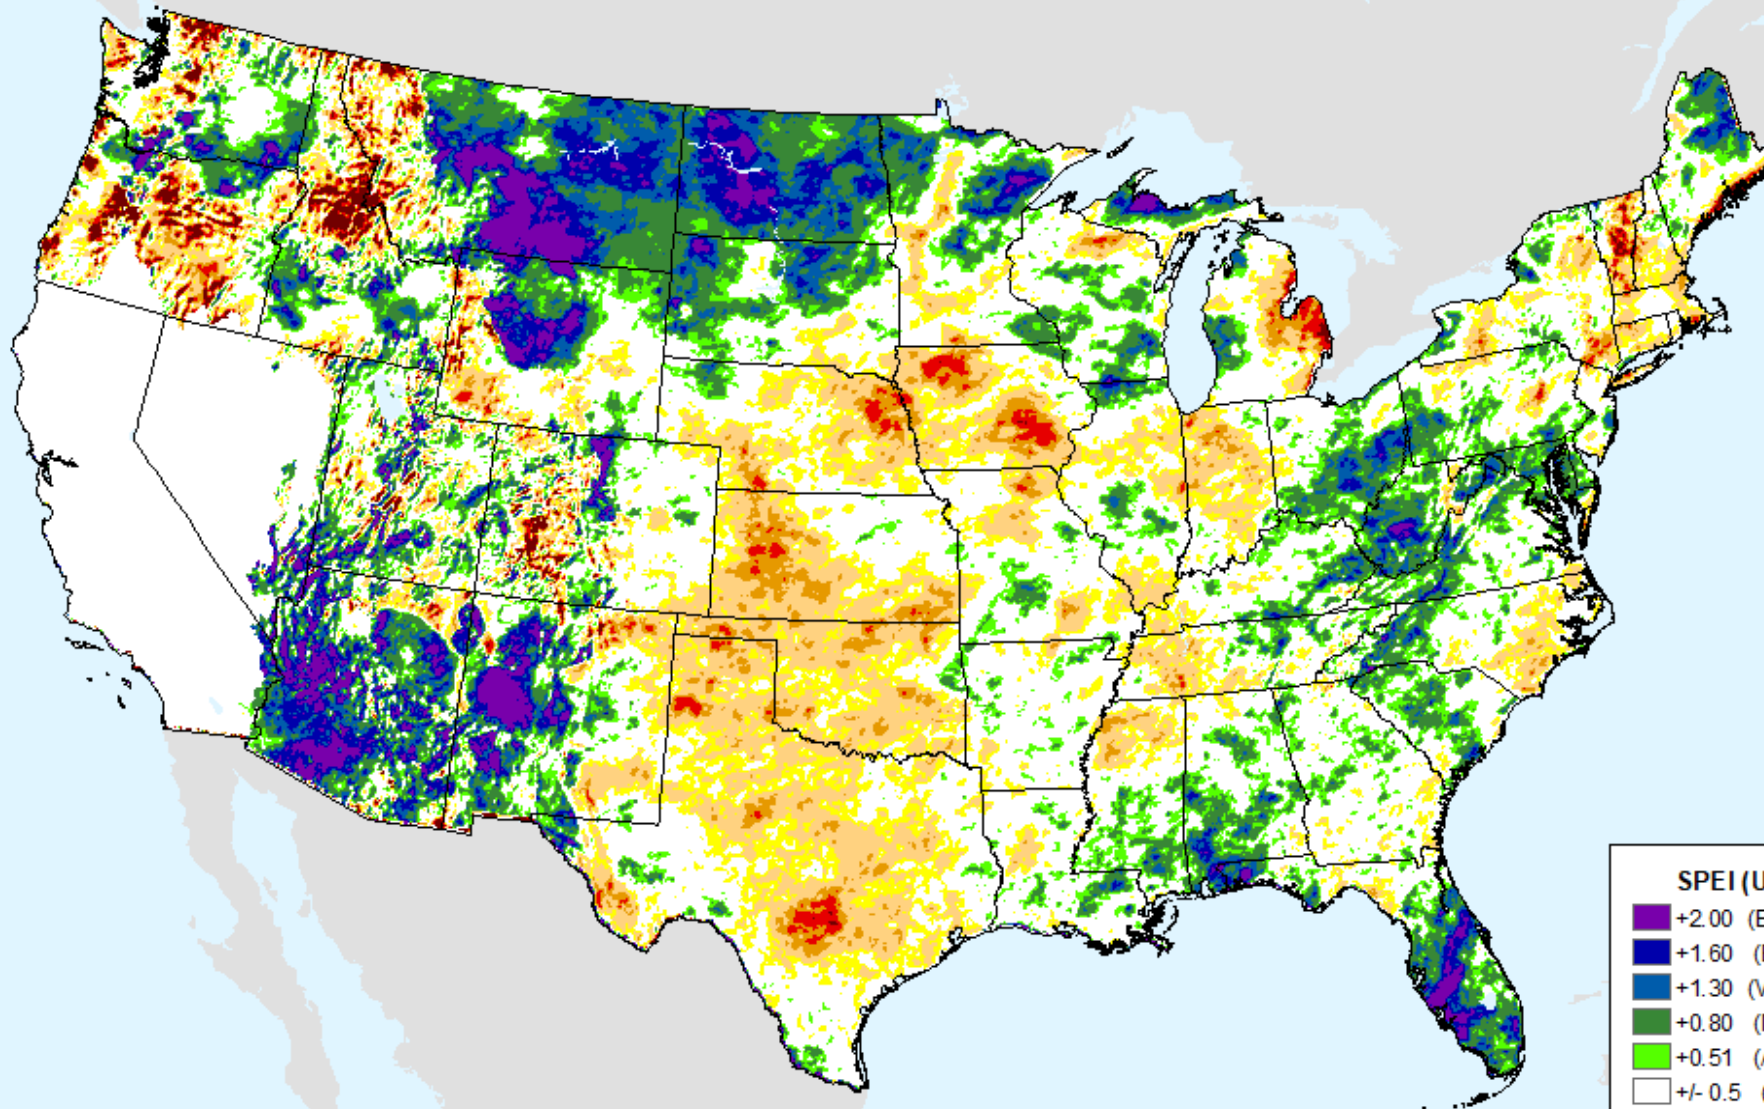 SPEI (U
+2.00 (E
+1.60 (
+1.30 (V
+0.80 (
+0.51 (
+/- 0.5 (